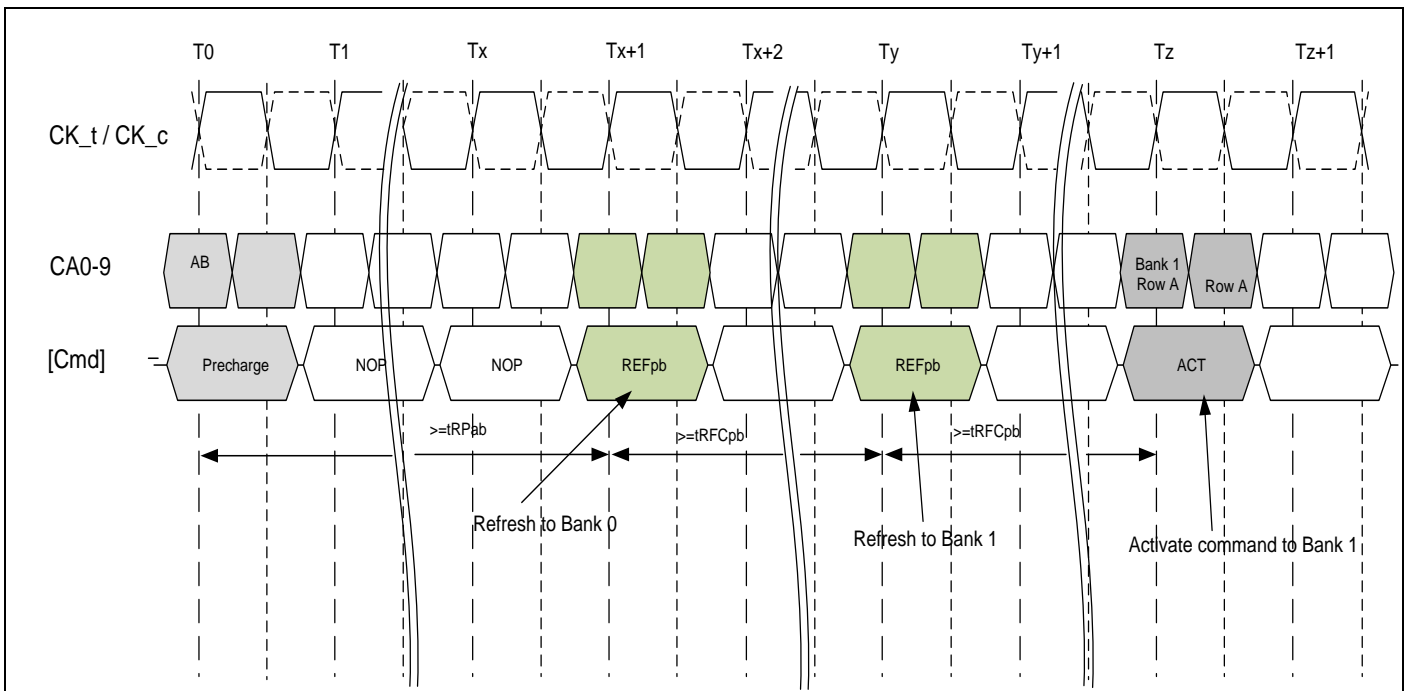 T0 T1 Tx Tx+1 Tx+2 Ty Ty+1 Tz Tz+1
CK_t / CK_c
CA0-9
AB
Bank 1
Row A
Row A
[Cmd]
Precharge NOP NOP REFpb REFpb ACT
>=tRPab >=tRFCpb >=tRFCpb
Refresh to Bank 0
Refresh to Bank 1
Activate command to Bank 1